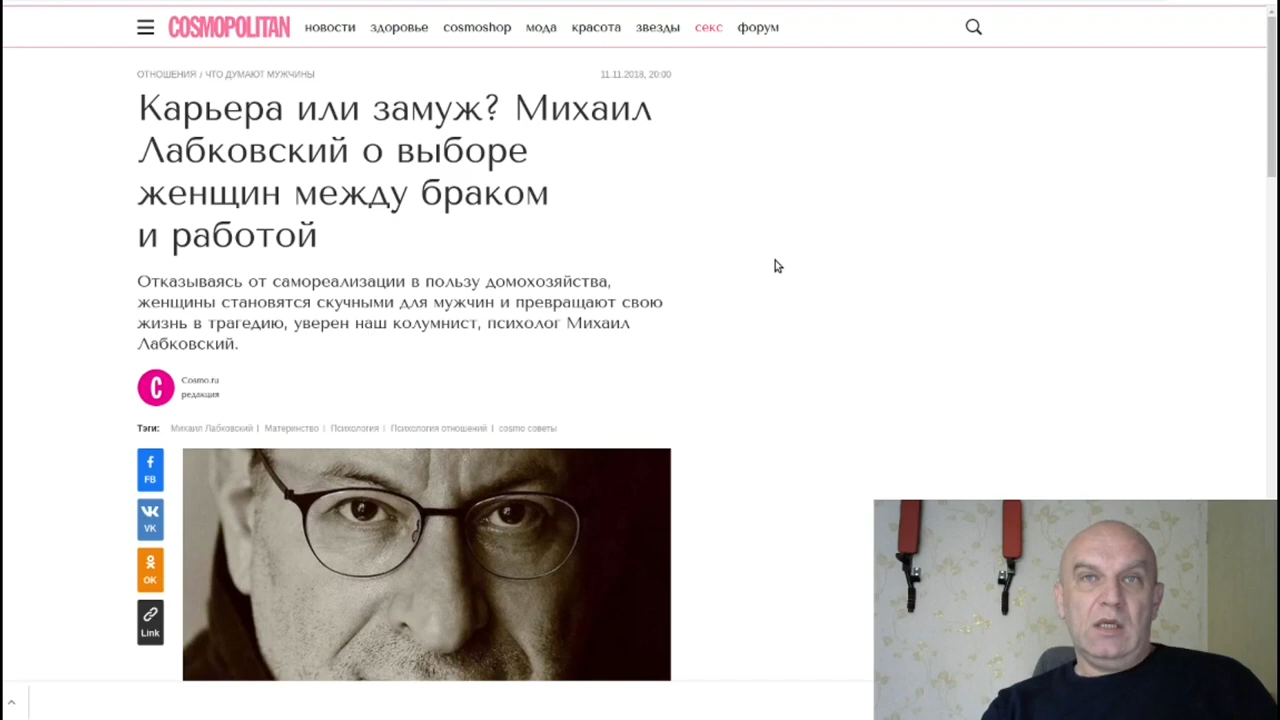 COSMOPOLITAN новости здоровье cosmoshop мода красота звезды секс форум
ОТНОШЕНИЯ / ЧТО ДУМАЮТ МУЖЧИНЫ 11.11.2018, 20:00
Карьера или замуж? Михаил
Лабковский о выборе
женщин между браком
и работой
Отказываясь от самореализации в пользу домохозяйства,
женщины становятся скучными для мужчин и превращают свою
жизнь в трагедию, уверен наш колумнист, психолог Михаил
Лабковский.
C
Cosmo.ru
редакция
Тэги: Михаил Лабковский | Материнство | Психология | Психология отношений | cosmo советы
FB
VK
OK
Link